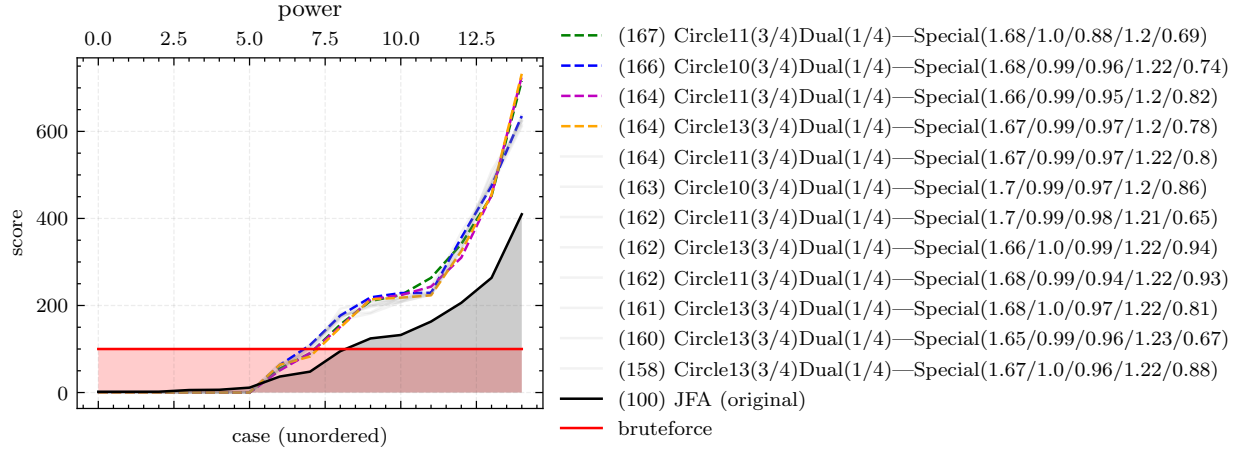 power
0.0 2.5 5.0 7.5 10.0 12.5
600
400
200
0
score
case (unordered)
(167) Circle11(3/4)Dual(1/4)—Special(1.68/1.0/0.88/1.2/0.69)
(166) Circle10(3/4)Dual(1/4)—Special(1.68/0.99/0.96/1.22/0.74)
(164) Circle11(3/4)Dual(1/4)—Special(1.66/0.99/0.95/1.2/0.82)
(164) Circle13(3/4)Dual(1/4)—Special(1.67/0.99/0.97/1.2/0.78)
(164) Circle11(3/4)Dual(1/4)—Special(1.67/0.99/0.97/1.22/0.8)
(163) Circle10(3/4)Dual(1/4)—Special(1.7/0.99/0.97/1.2/0.86)
(162) Circle11(3/4)Dual(1/4)—Special(1.7/0.99/0.98/1.21/0.65)
(162) Circle13(3/4)Dual(1/4)—Special(1.66/1.0/0.99/1.22/0.94)
(162) Circle11(3/4)Dual(1/4)—Special(1.68/0.99/0.94/1.22/0.93)
(161) Circle13(3/4)Dual(1/4)—Special(1.68/1.0/0.97/1.22/0.81)
(160) Circle13(3/4)Dual(1/4)—Special(1.65/0.99/0.96/1.23/0.67)
(158) Circle13(3/4)Dual(1/4)—Special(1.67/1.0/0.96/1.22/0.88)
(100) JFA (original)
bruteforce